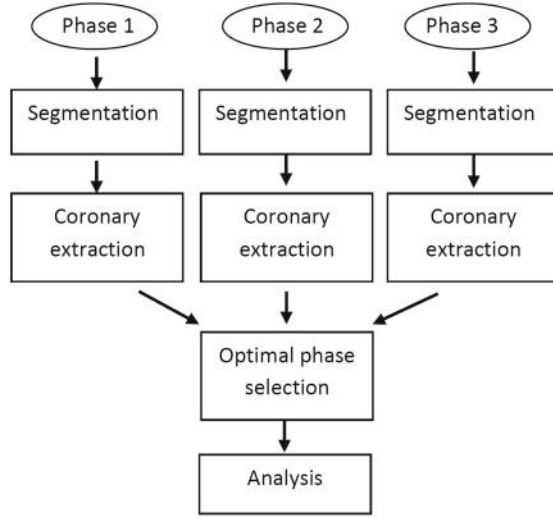 Phase 1
Phase 2
Phase 3
Segmentation
Segmentation
Segmentation
Coronary
extraction
Coronary
extraction
Coronary
extraction
Optimal phase
selection
Analysis